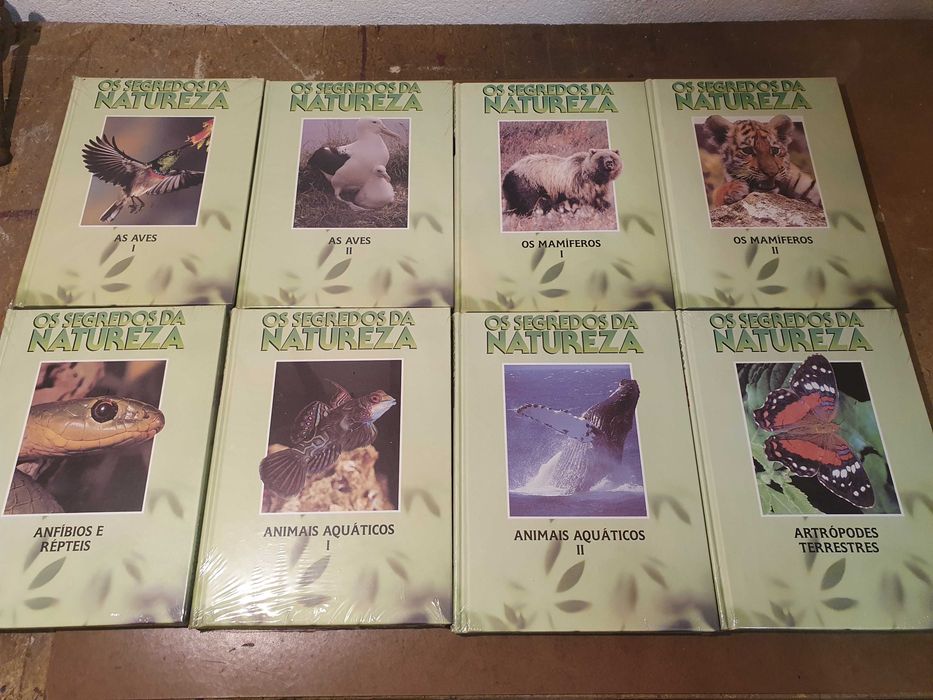 OS SEGREDOS DA
NATUREZA
AS AVES
I
OS SEGREDOS DA
NATUREZA
AS AVES
II
OS SEGREDOS DA
NATUREZA
OS MAMÍFEROS
I
OS SEGREDOS DA
NATUREZA
OS MAMÍFEROS
II
OS SEGREDOS DA
NATUREZA
ANFÍBIOS E
RÉPTEIS
OS SEGREDOS DA
NATUREZA
ANIMAIS AQUÁTICOS
I
OS SEGREDOS DA
NATUREZA
ANIMAIS AQUÁTICOS
II
OS SEGREDOS DA
NATUREZA
ARTRÓPODES
TERRESTRES